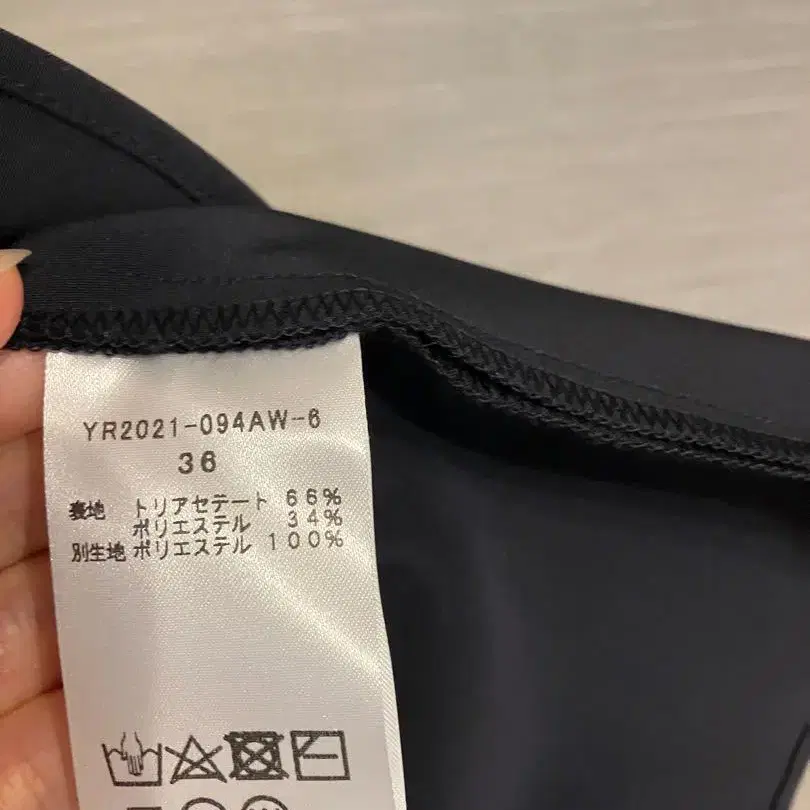 YR2021-094AW-6
36
表地 トリアセテート 66%
ポリエステル 34%
別生地 ポリエステル 100%